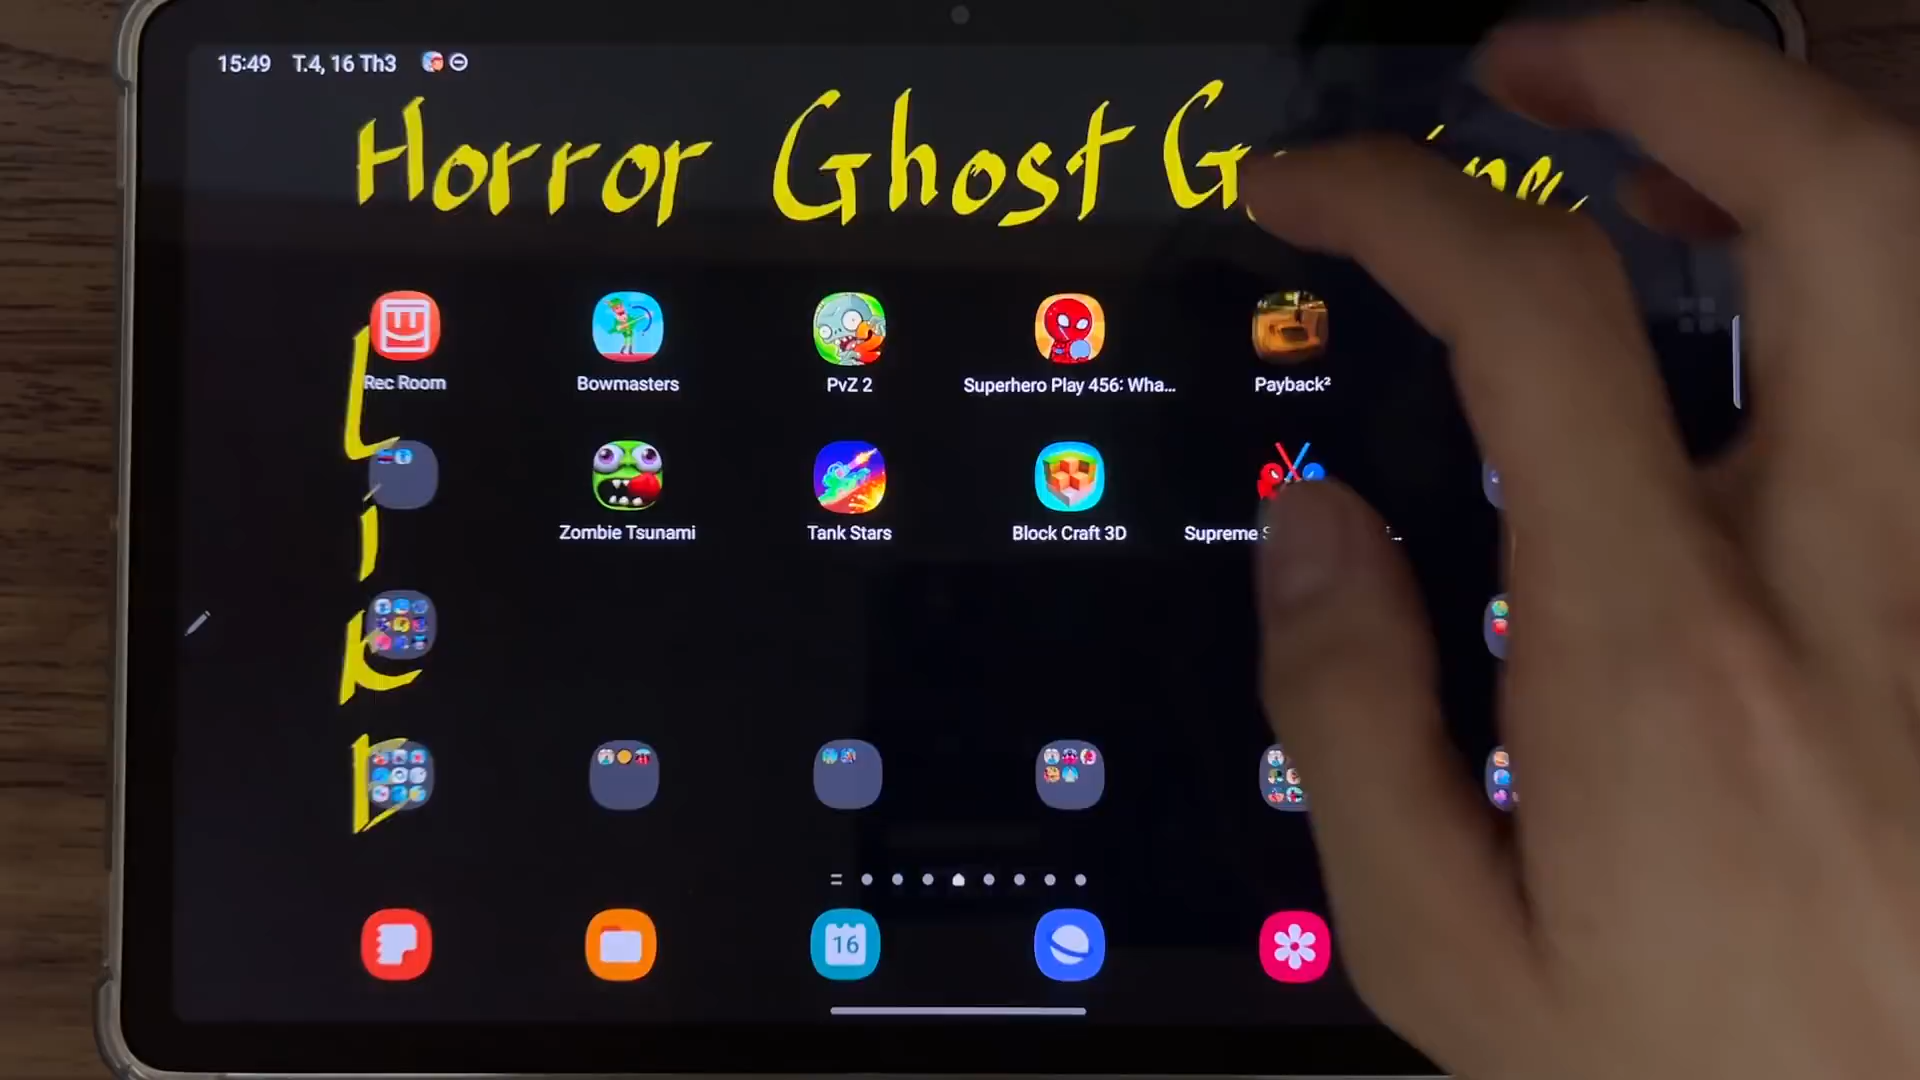 15:49 T.4, 16 Th3
Horror Ghost
Rec Room Bowmasters PvZ 2 Superhero Play 456: Wha... Payback²
Like
Zombie Tsunami Tank Stars Block Craft 3D Supreme
16